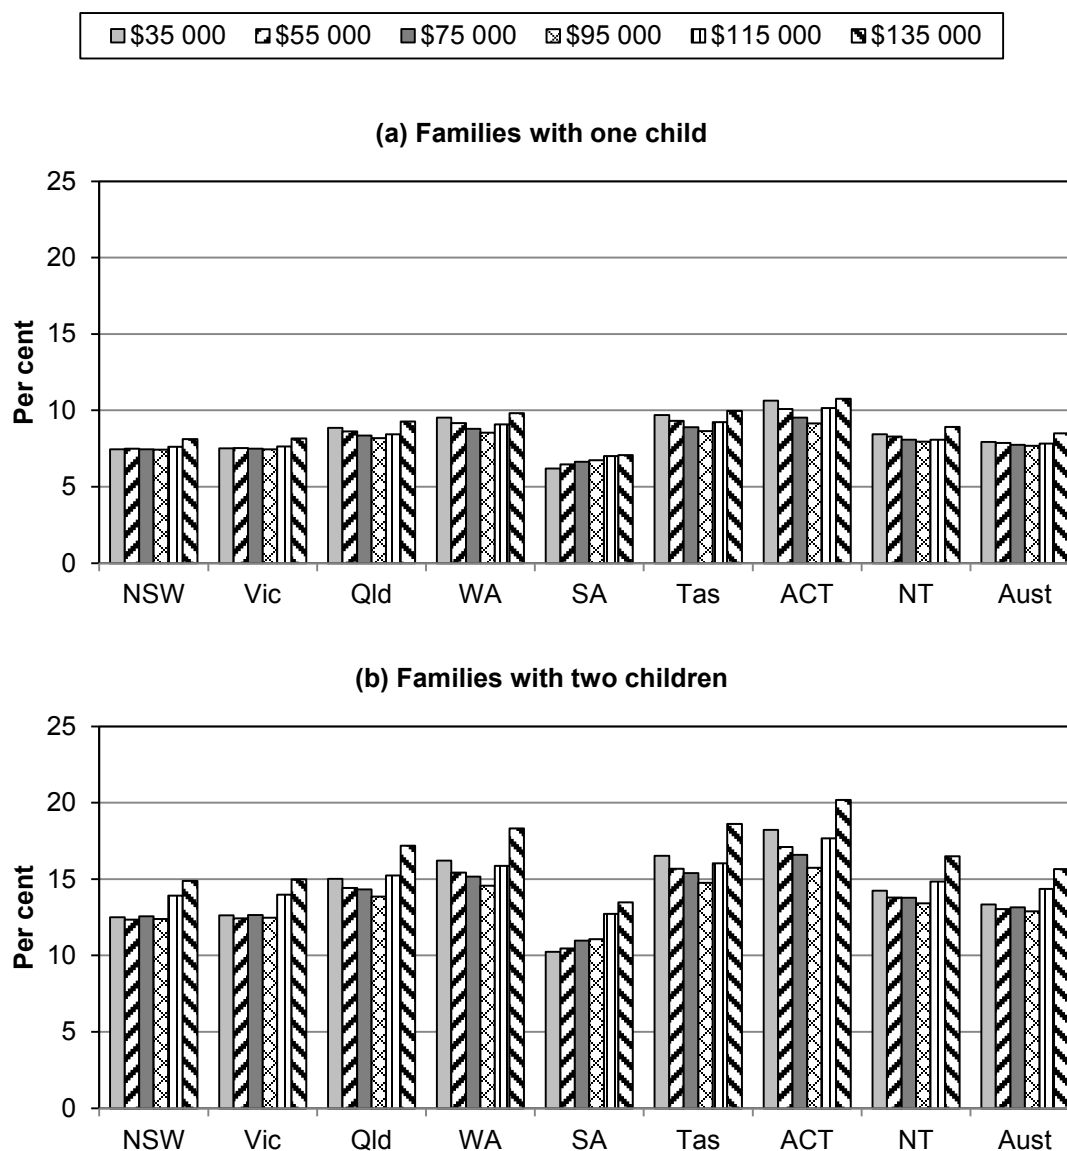 $35 000 $55 000 $75 000 $95 000 $115 000 $135 000
(a) Families with one child
Per cent
25
20
15
10
5
0
NSW Vic Qld WA SA Tas ACT NT Aust
(b) Families with two children
Per cent
25
20
15
10
5
0
NSW Vic Qld WA SA Tas ACT NT Aust